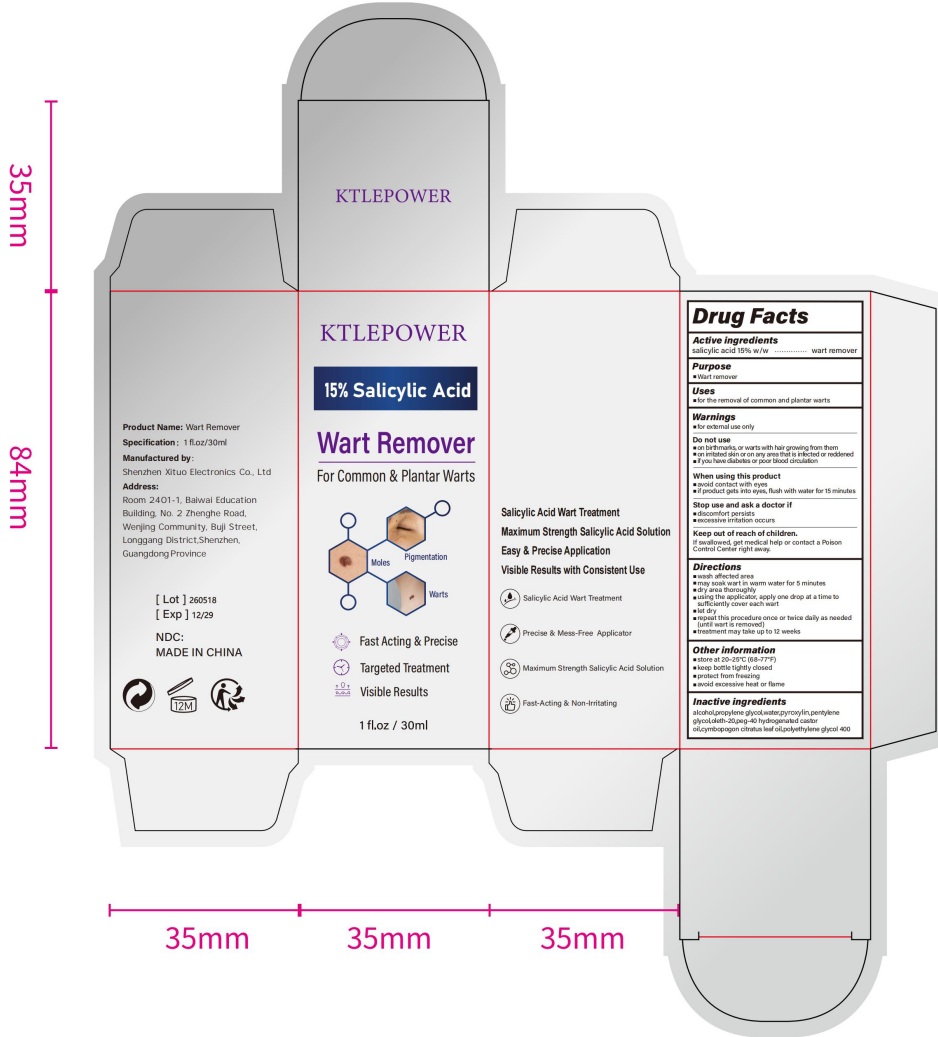 35mm
84mm
KTLEPOWER
Product Name: Wart Remover
Specification: 1 fl.oz/30ml
Manufactured by:
Shenzhen Xituo Electronics Co., Ltd
Address:
Room 2401-1, Baiwai Education
Building, No. 2 Zhenghe Road,
Wenjing Community, Buji Street,
Longgang District,Shenzhen,
Guangdong Province
[ Lot ] 260518
[ Exp ] 12/29
NDC:
MADE IN CHINA
12M
KTLEPOWER
15% Salicylic Acid
Wart Remover
For Common & Plantar Warts
Pigmentation
Moles
Warts
Fast Acting & Precise
Targeted Treatment
Visible Results
1 fl.oz / 30ml
Salicylic Acid Wart Treatment
Maximum Strength Salicylic Acid Solution
Easy & Precise Application
Visible Results with Consistent Use
Salicylic Acid Wart Treatment
Precise & Mess-Free Applicator
Maximum Strength Salicylic Acid Solution
Fast-Acting & Non-Irritating
Drug Facts
Active ingredients
salicylic acid 15% w/w .............. wart remover
Purpose
▪ Wart remover
Uses
▪ for the removal of common and plantar warts
Warnings
▪ for external use only
Do not use
▪ on birthmarks, or warts with hair growing from them
▪ on irritated skin or on any area that is infected or reddened
▪ if you have diabetes or poor blood circulation
When using this product
▪ avoid contact with eyes
▪ if product gets into eyes, flush with water for 15 minutes
Stop use and ask a doctor if
▪ discomfort persists
▪ excessive irritation occurs
Keep out of reach of children.
If swallowed, get medical help or contact a Poison
Control Center right away.
Directions
▪ wash affected area
▪ may soak wart in warm water for 5 minutes
▪ dry area thoroughly
▪ using the applicator, apply one drop at a time to
sufficiently cover each wart
▪ let dry
▪ repeat this procedure once or twice daily as needed
(until wart is removed)
▪ treatment may take up to 12 weeks
Other information
▪ store at 20–25°C (68–77°F)
▪ keep bottle tightly closed
▪ protect from freezing
▪ avoid excessive heat or flame
Inactive ingredients
alcohol,propylene glycol,water,pyroxylin,pentylene
glycol,oleth-20,peg-40 hydrogenated castor
oil,cymbopogon citratus leaf oil,polyethylene glycol 400
35mm
35mm
35mm